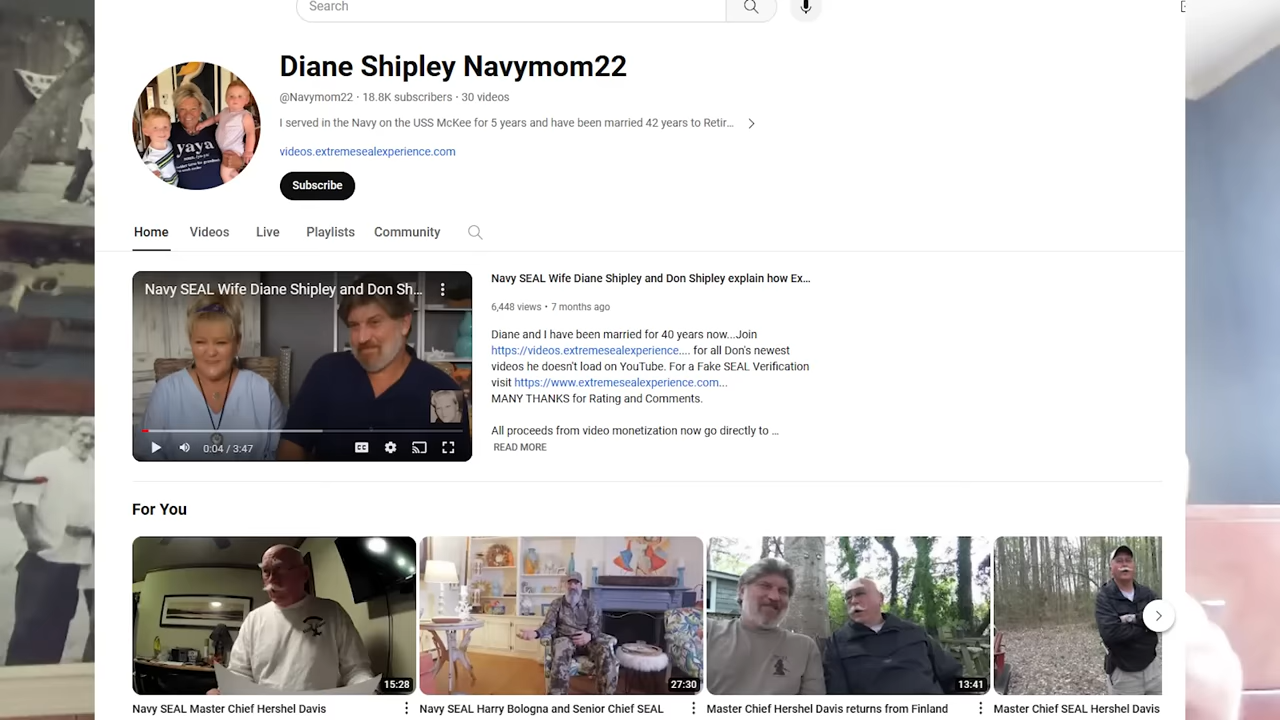 Search
Diane Shipley Navymom22
@Navymom22 · 18.8K subscribers · 30 videos
I served in the Navy on the USS McKee for 5 years and have been married 42 years to Retir...
videos.extremesealexperience.com
Subscribe
Home Videos Live Playlists Community
Navy SEAL Wife Diane Shipley and Don Sh...
0:04 / 3:47
Navy SEAL Wife Diane Shipley and Don Shipley explain how Ex...
6,448 views • 7 months ago
Diane and I have been married for 40 years now...Join
https://videos.extremesealexperience.... for all Don's newest
videos he doesn't load on YouTube. For a Fake SEAL Verification
visit https://www.extremesealexperience.com...
MANY THANKS for Rating and Comments.
All proceeds from video monetization now go directly to ...
READ MORE
yaya
CC
For You
15:28
27:30
13:41
Navy SEAL Master Chief Hershel Davis
Navy SEAL Harry Bologna and Senior Chief SEAL
Master Chief Hershel Davis returns from Finland
Master Chief SEAL Hershel Davis